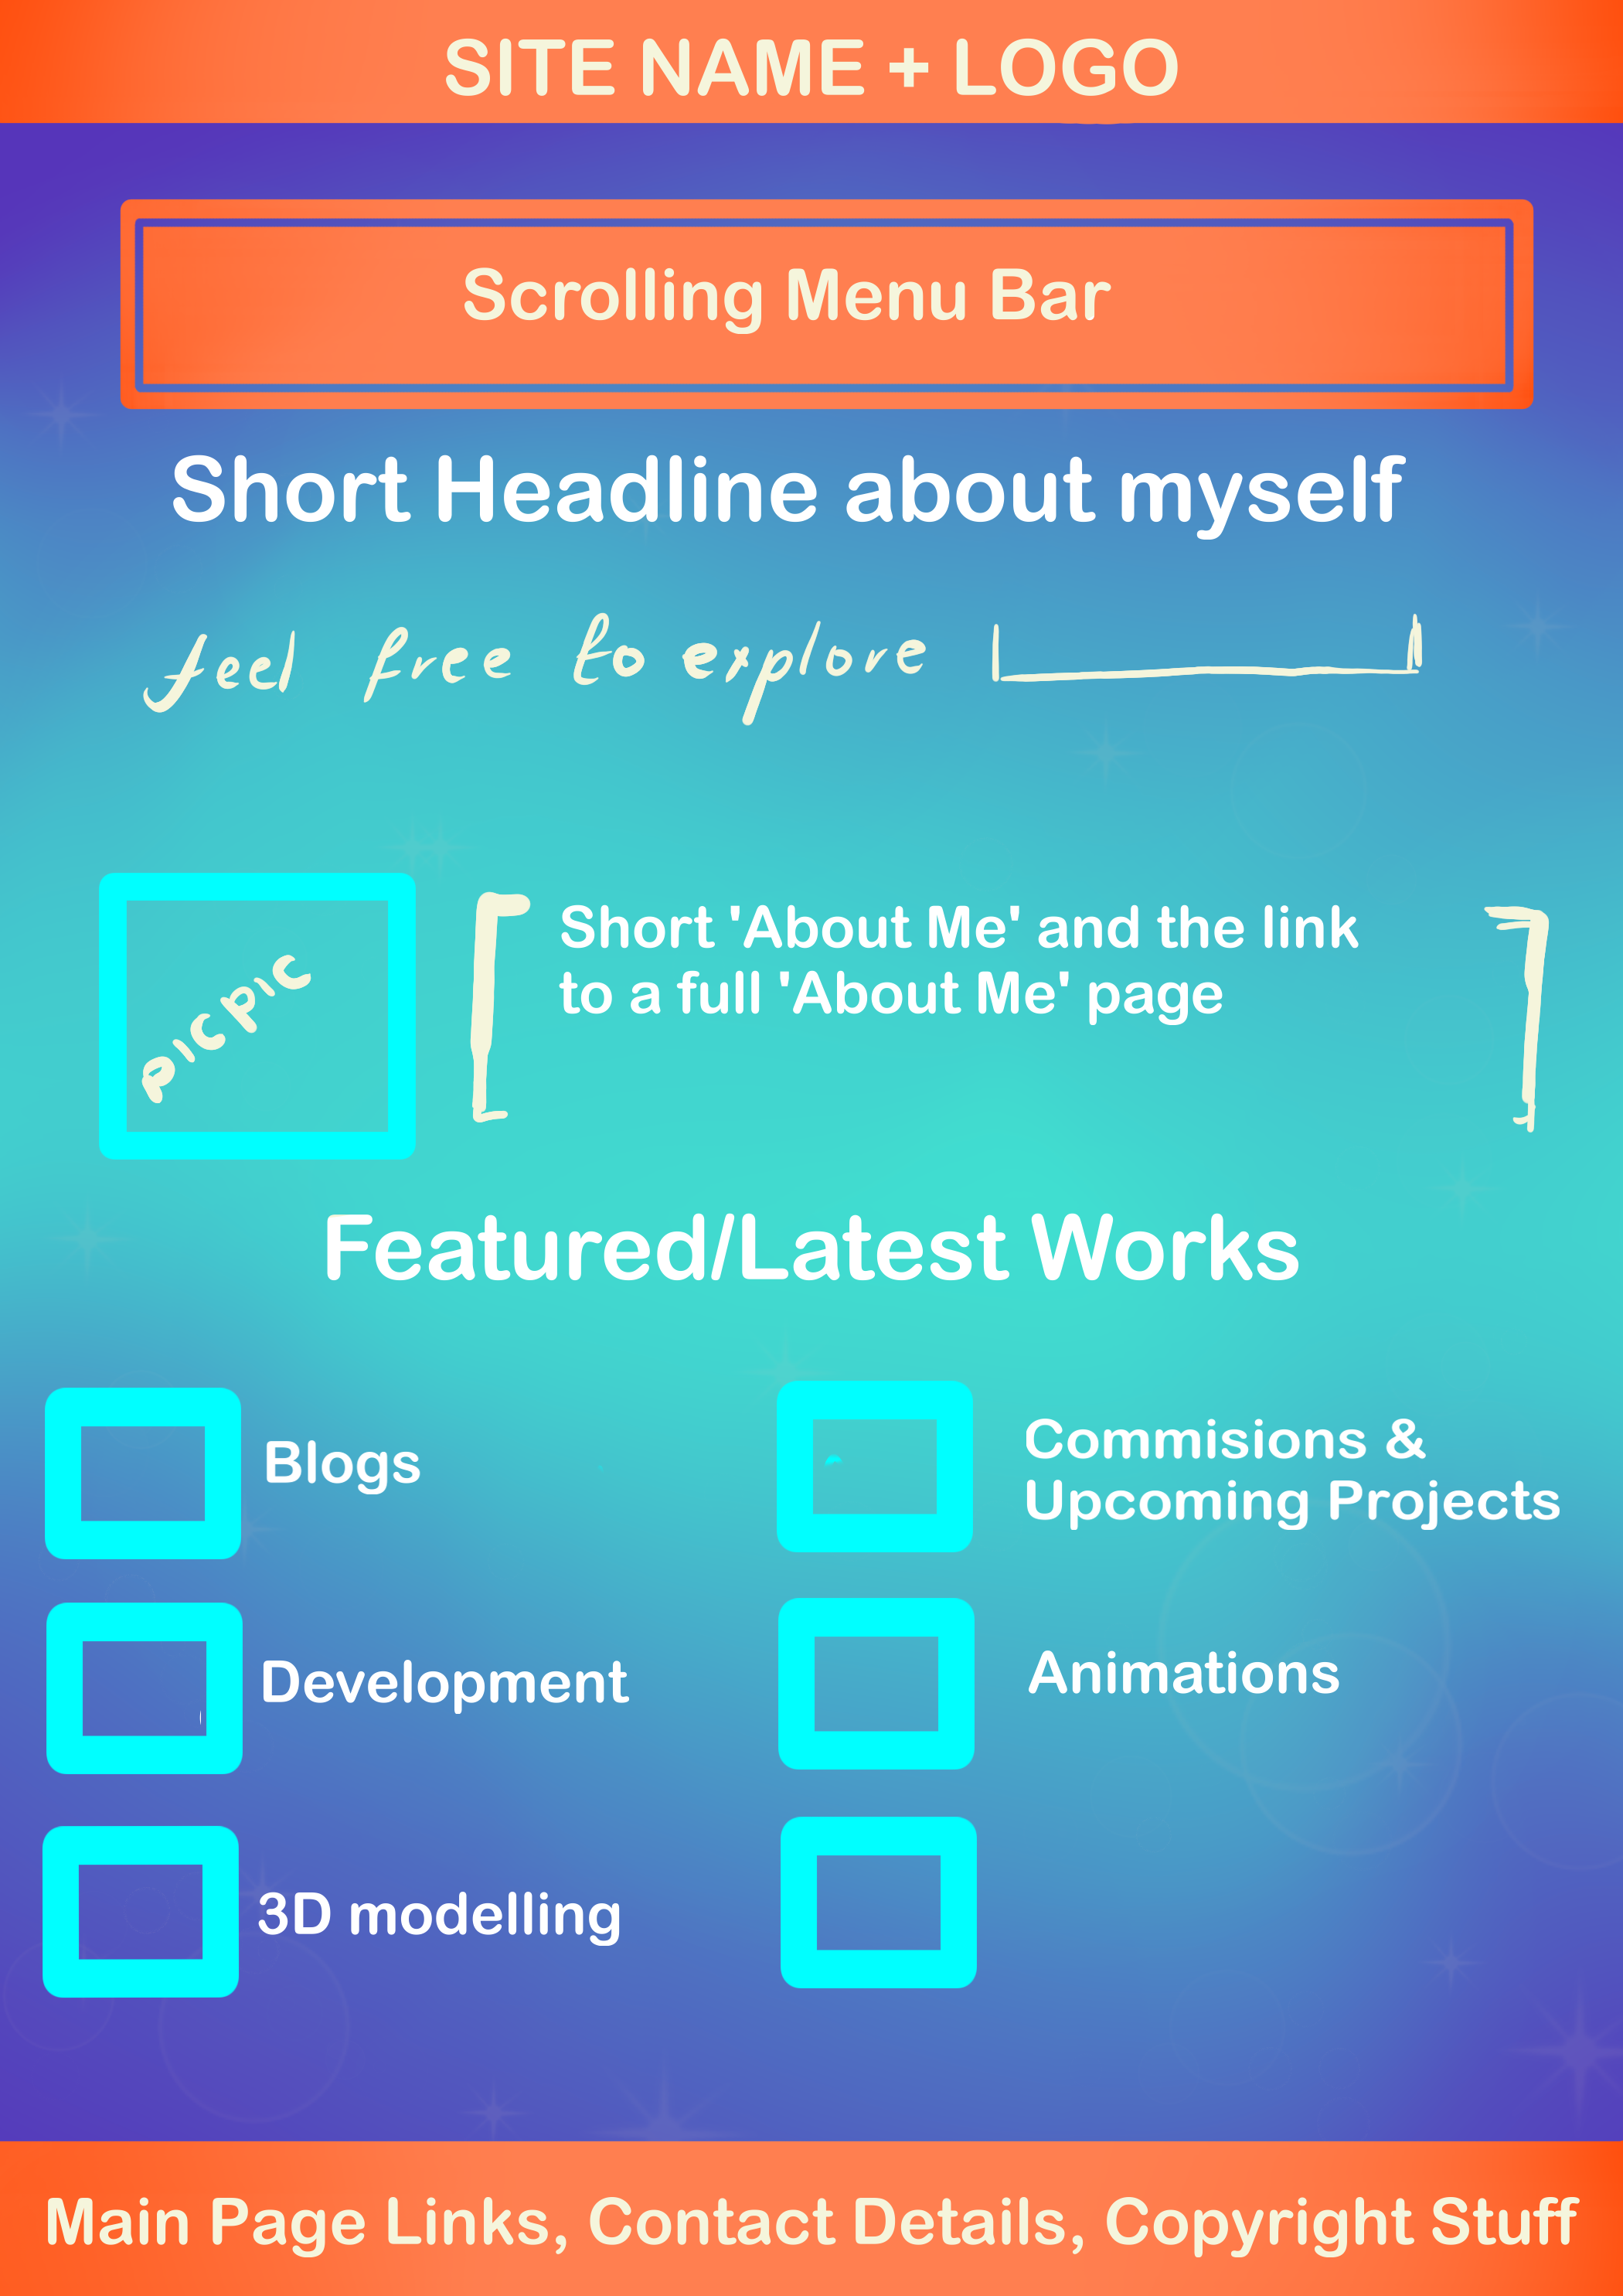 SITE NAME + LOGO
Scrolling Menu Bar
Short Headline about myself
feel free to explore
PIC PIC
Short 'About Me' and the link
to a full 'About Me' page
Featured/Latest Works
Blogs
Commisions &
Upcoming Projects
Development
Animations
3D modelling
Main Page Links, Contact Details, Copyright Stuff